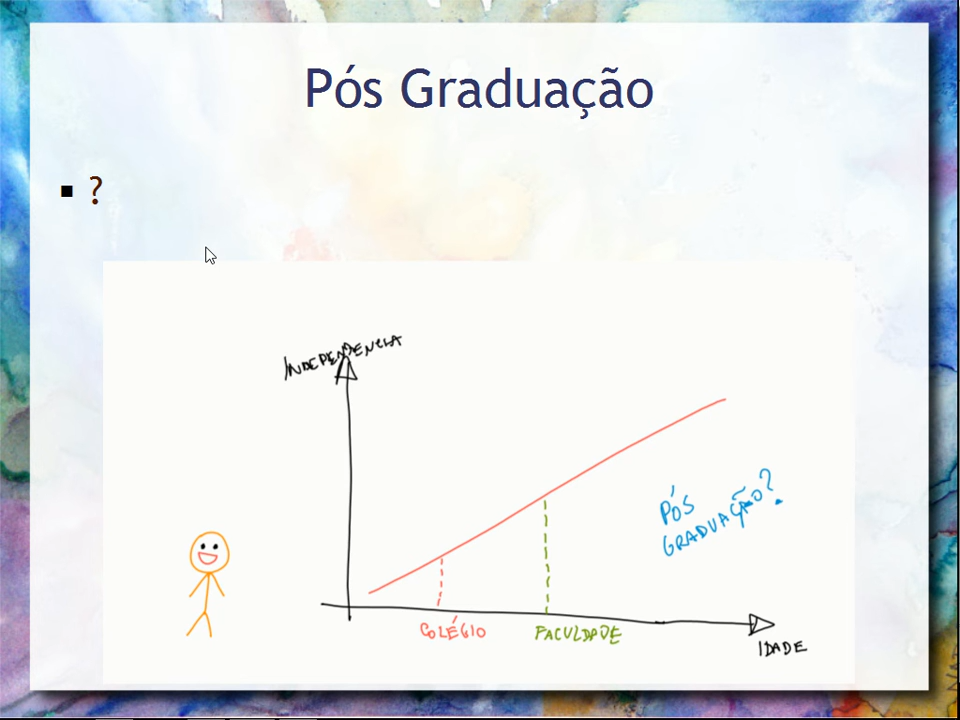 Pós Graduação
?
INDEPENDENCIA
PÓS
GRADUAÇÃO?
COLÉGIO
FACULDADE
IDADE